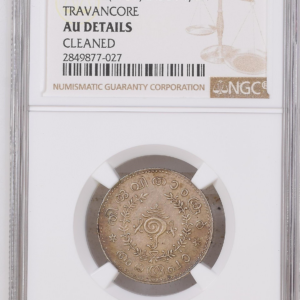 TRAVANCORE
AU DETAILS
CLEANED
2849877-027
NUMISMATIC GUARANTY CORPORATION
NGC